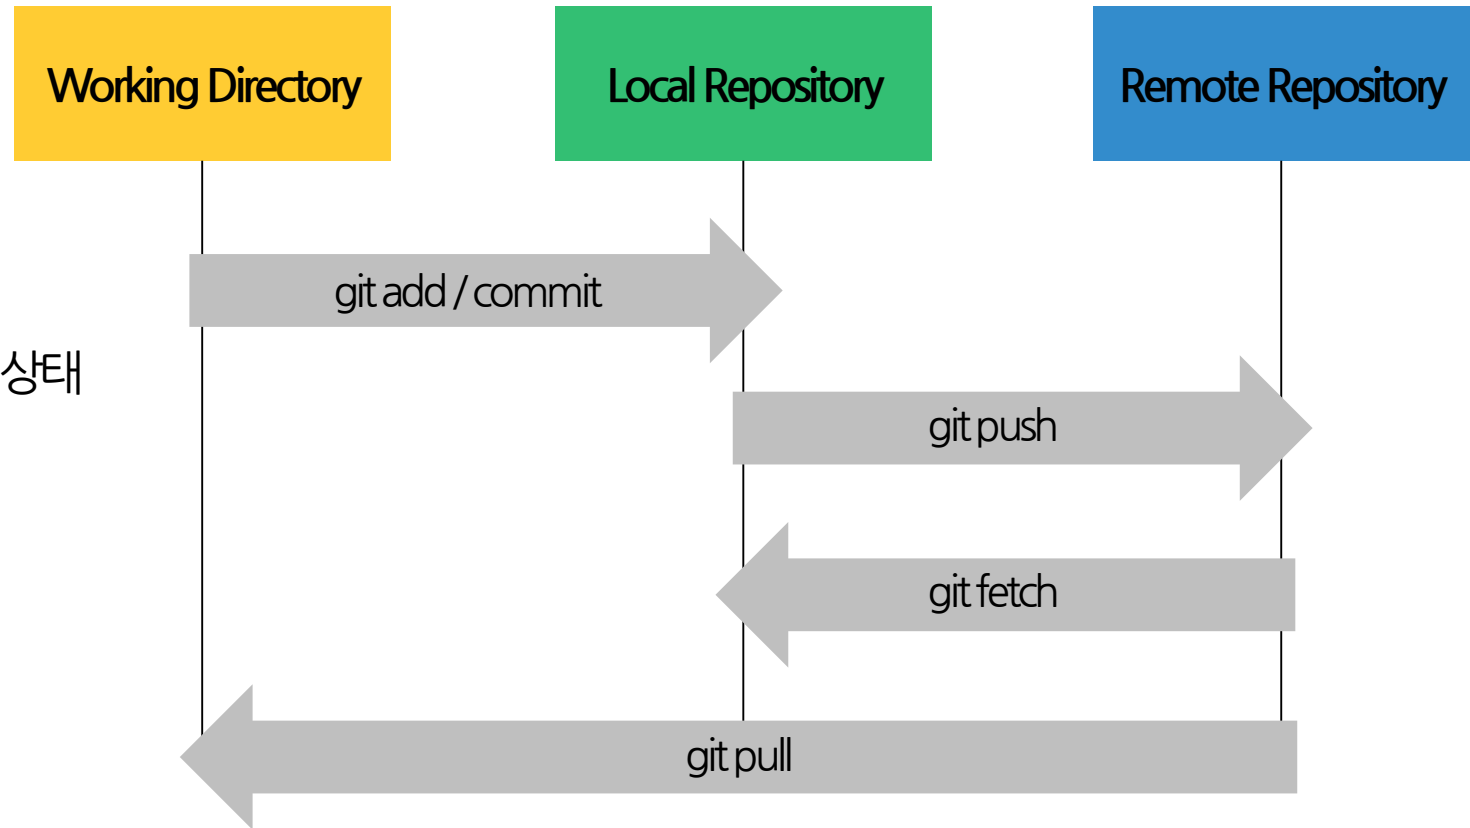 Working Directory
Local Repository
Remote Repository
git add / commit
상태
git push
git fetch
git pull